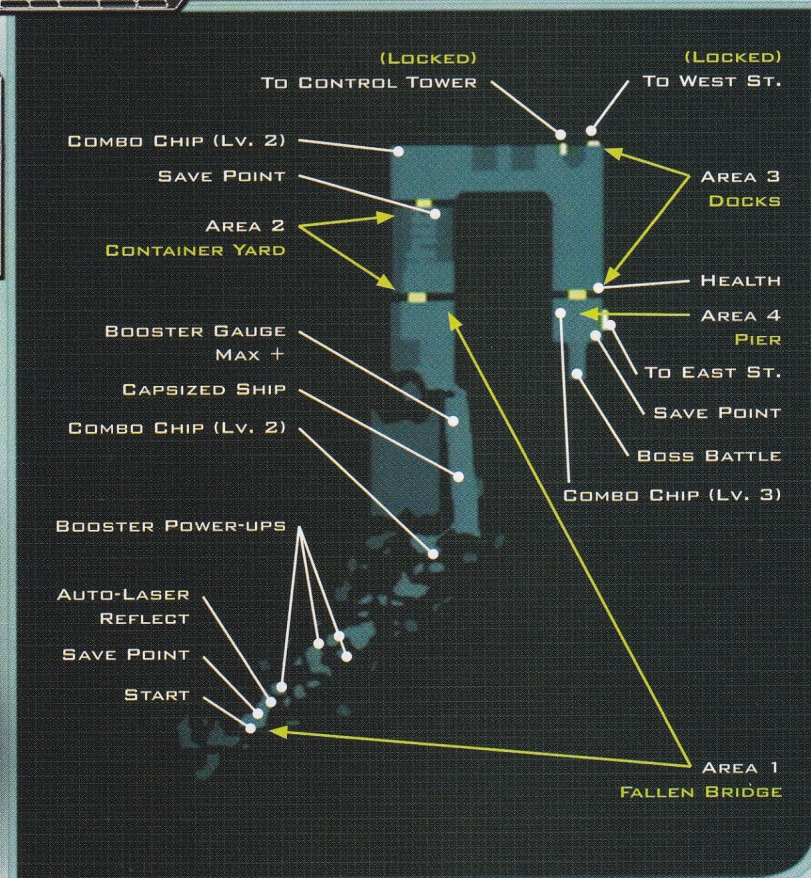 (Locked)
To Control Tower
(Locked)
To West St.
Combo Chip (Lv. 2)
Save Point
Area 2
Container Yard
Area 3
Docks
Health
Area 4
Pier
To East St.
Save Point
Boss Battle
Combo Chip (Lv. 3)
Booster Gauge
Max +
Capsized Ship
Combo Chip (Lv. 2)
Booster Power-ups
Auto-Laser
Reflect
Save Point
Start
Area 1
Fallen Bridge